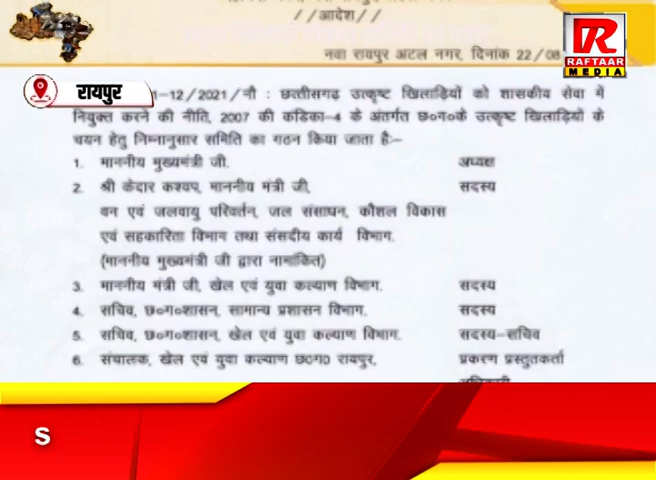 //आदेश//
RAFTAAR
MEDIA
नवा रायपुर अटल नगर, दिनांक 22/08
रायपुर
1-12/2021/नौ : छत्तीसगढ़ उत्कृष्ट खिलाड़ियों को शासकीय सेवा में
नियुक्त करने की नीति, 2007 की कंडिका-4 के अंतर्गत छ०ग०के उत्कृष्ट खिलाड़ियों के
चयन हेतु निम्नानुसार समिति का गठन किया जाता है:-
1. माननीय मुख्यमंत्री जी. अध्यक्ष
2. श्री केदार कश्यप, माननीय मंत्री जी, सदस्य
वन एवं जलवायु परिवर्तन, जल संसाधन, कौशल विकास
एवं सहकारिता विभाग तथा संसदीय कार्य विभाग.
(माननीय मुख्यमंत्री जी द्वारा नामांकित)
3. माननीय मंत्री जी, खेल एवं युवा कल्याण विभाग. सदस्य
4. सचिव, छ०ग०शासन, सामान्य प्रशासन विभाग. सदस्य
5. सचिव, छ०ग०शासन, खेल एवं युवा कल्याण विभाग. सदस्य-सचिव
6. संचालक, खेल एवं युवा कल्याण छ०ग० रायपुर, प्रकरण प्रस्तुतकर्ता
S